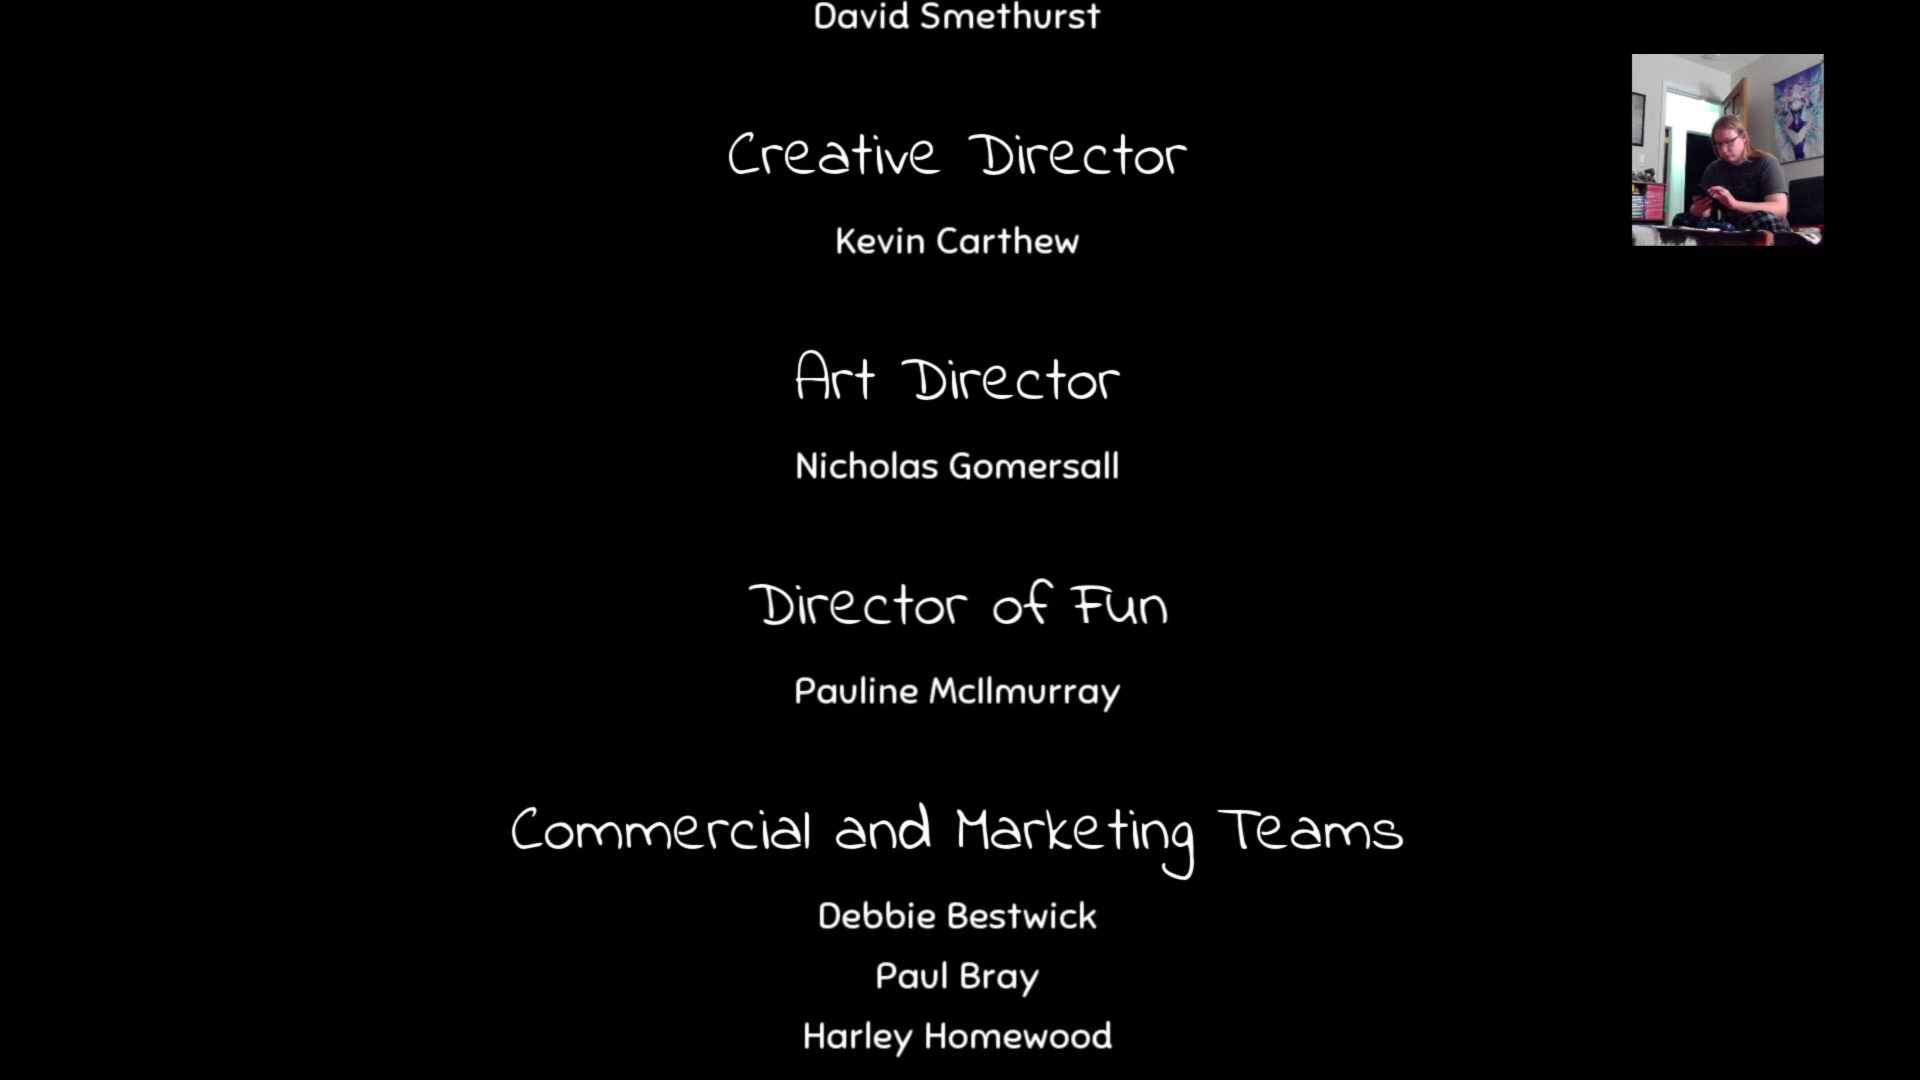 David Smethurst
Creative Director
Kevin Carthew
Art Director
Nicholas Gomersall
Director of Fun
Pauline McIlmurray
Commercial and Marketing Teams
Debbie Bestwick
Paul Bray
Harley Homewood